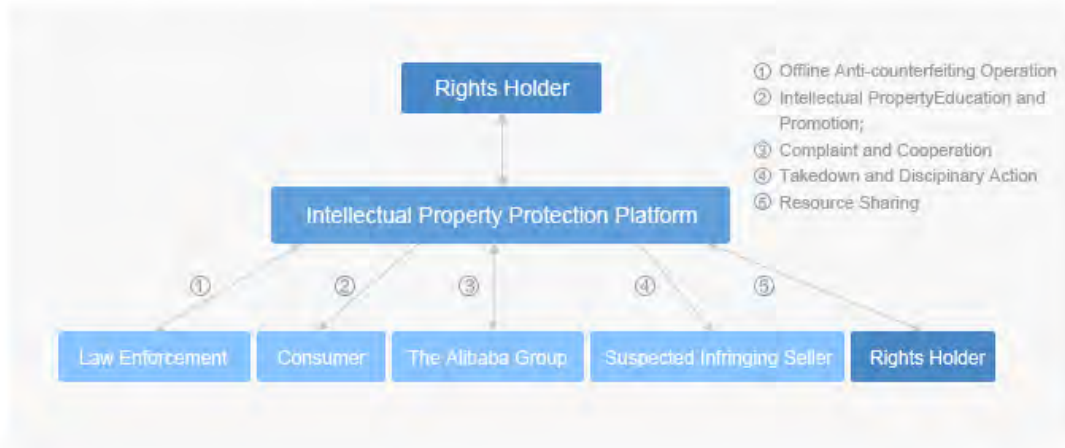 Rights Holder
① Offline Anti-counterfeiting Operation
② Intellectual PropertyEducation and
Promotion;
③ Complaint and Cooperation
④ Takedown and Discipinary Action
⑤ Resource Sharing
Intellectual Property Protection Platform
① ② ③ ④ ⑤
Law Enforcement Consumer The Alibaba Group Suspected Infringing Seller Rights Holder